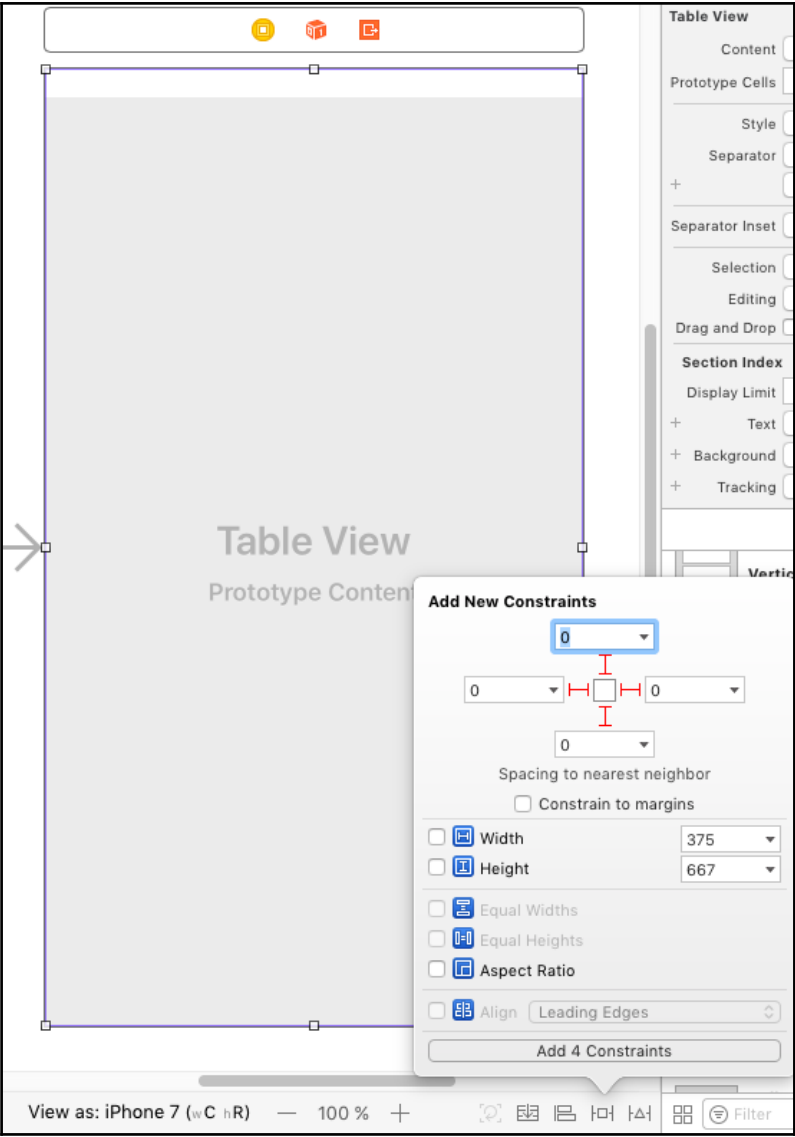 Table View
Content
Prototype Cells
Style
Separator
+
Separator Inset
Selection
Editing
Drag and Drop
Section Index
Display Limit
+ Text
+ Background
+ Tracking
Table View
Prototype Conten
Vertic
Add New Constraints
0
0 0
0
Spacing to nearest neighbor
Constrain to margins
Width 375
Height 667
Equal Widths
Equal Heights
Aspect Ratio
Align Leading Edges
Add 4 Constraints
View as: iPhone 7 (wC hR) — 100 % + Filter